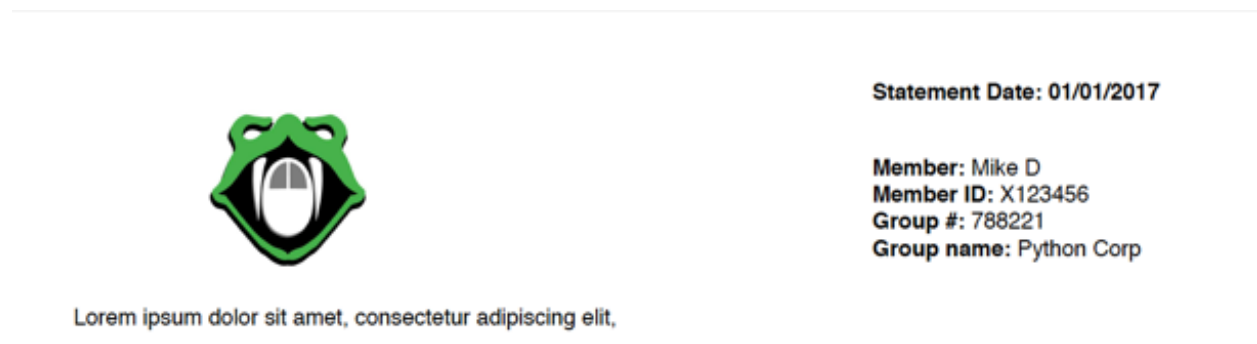 Statement Date: 01/01/2017
Member: Mike D
Member ID: X123456
Group #: 788221
Group name: Python Corp
Lorem ipsum dolor sit amet, consectetur adipiscing elit,